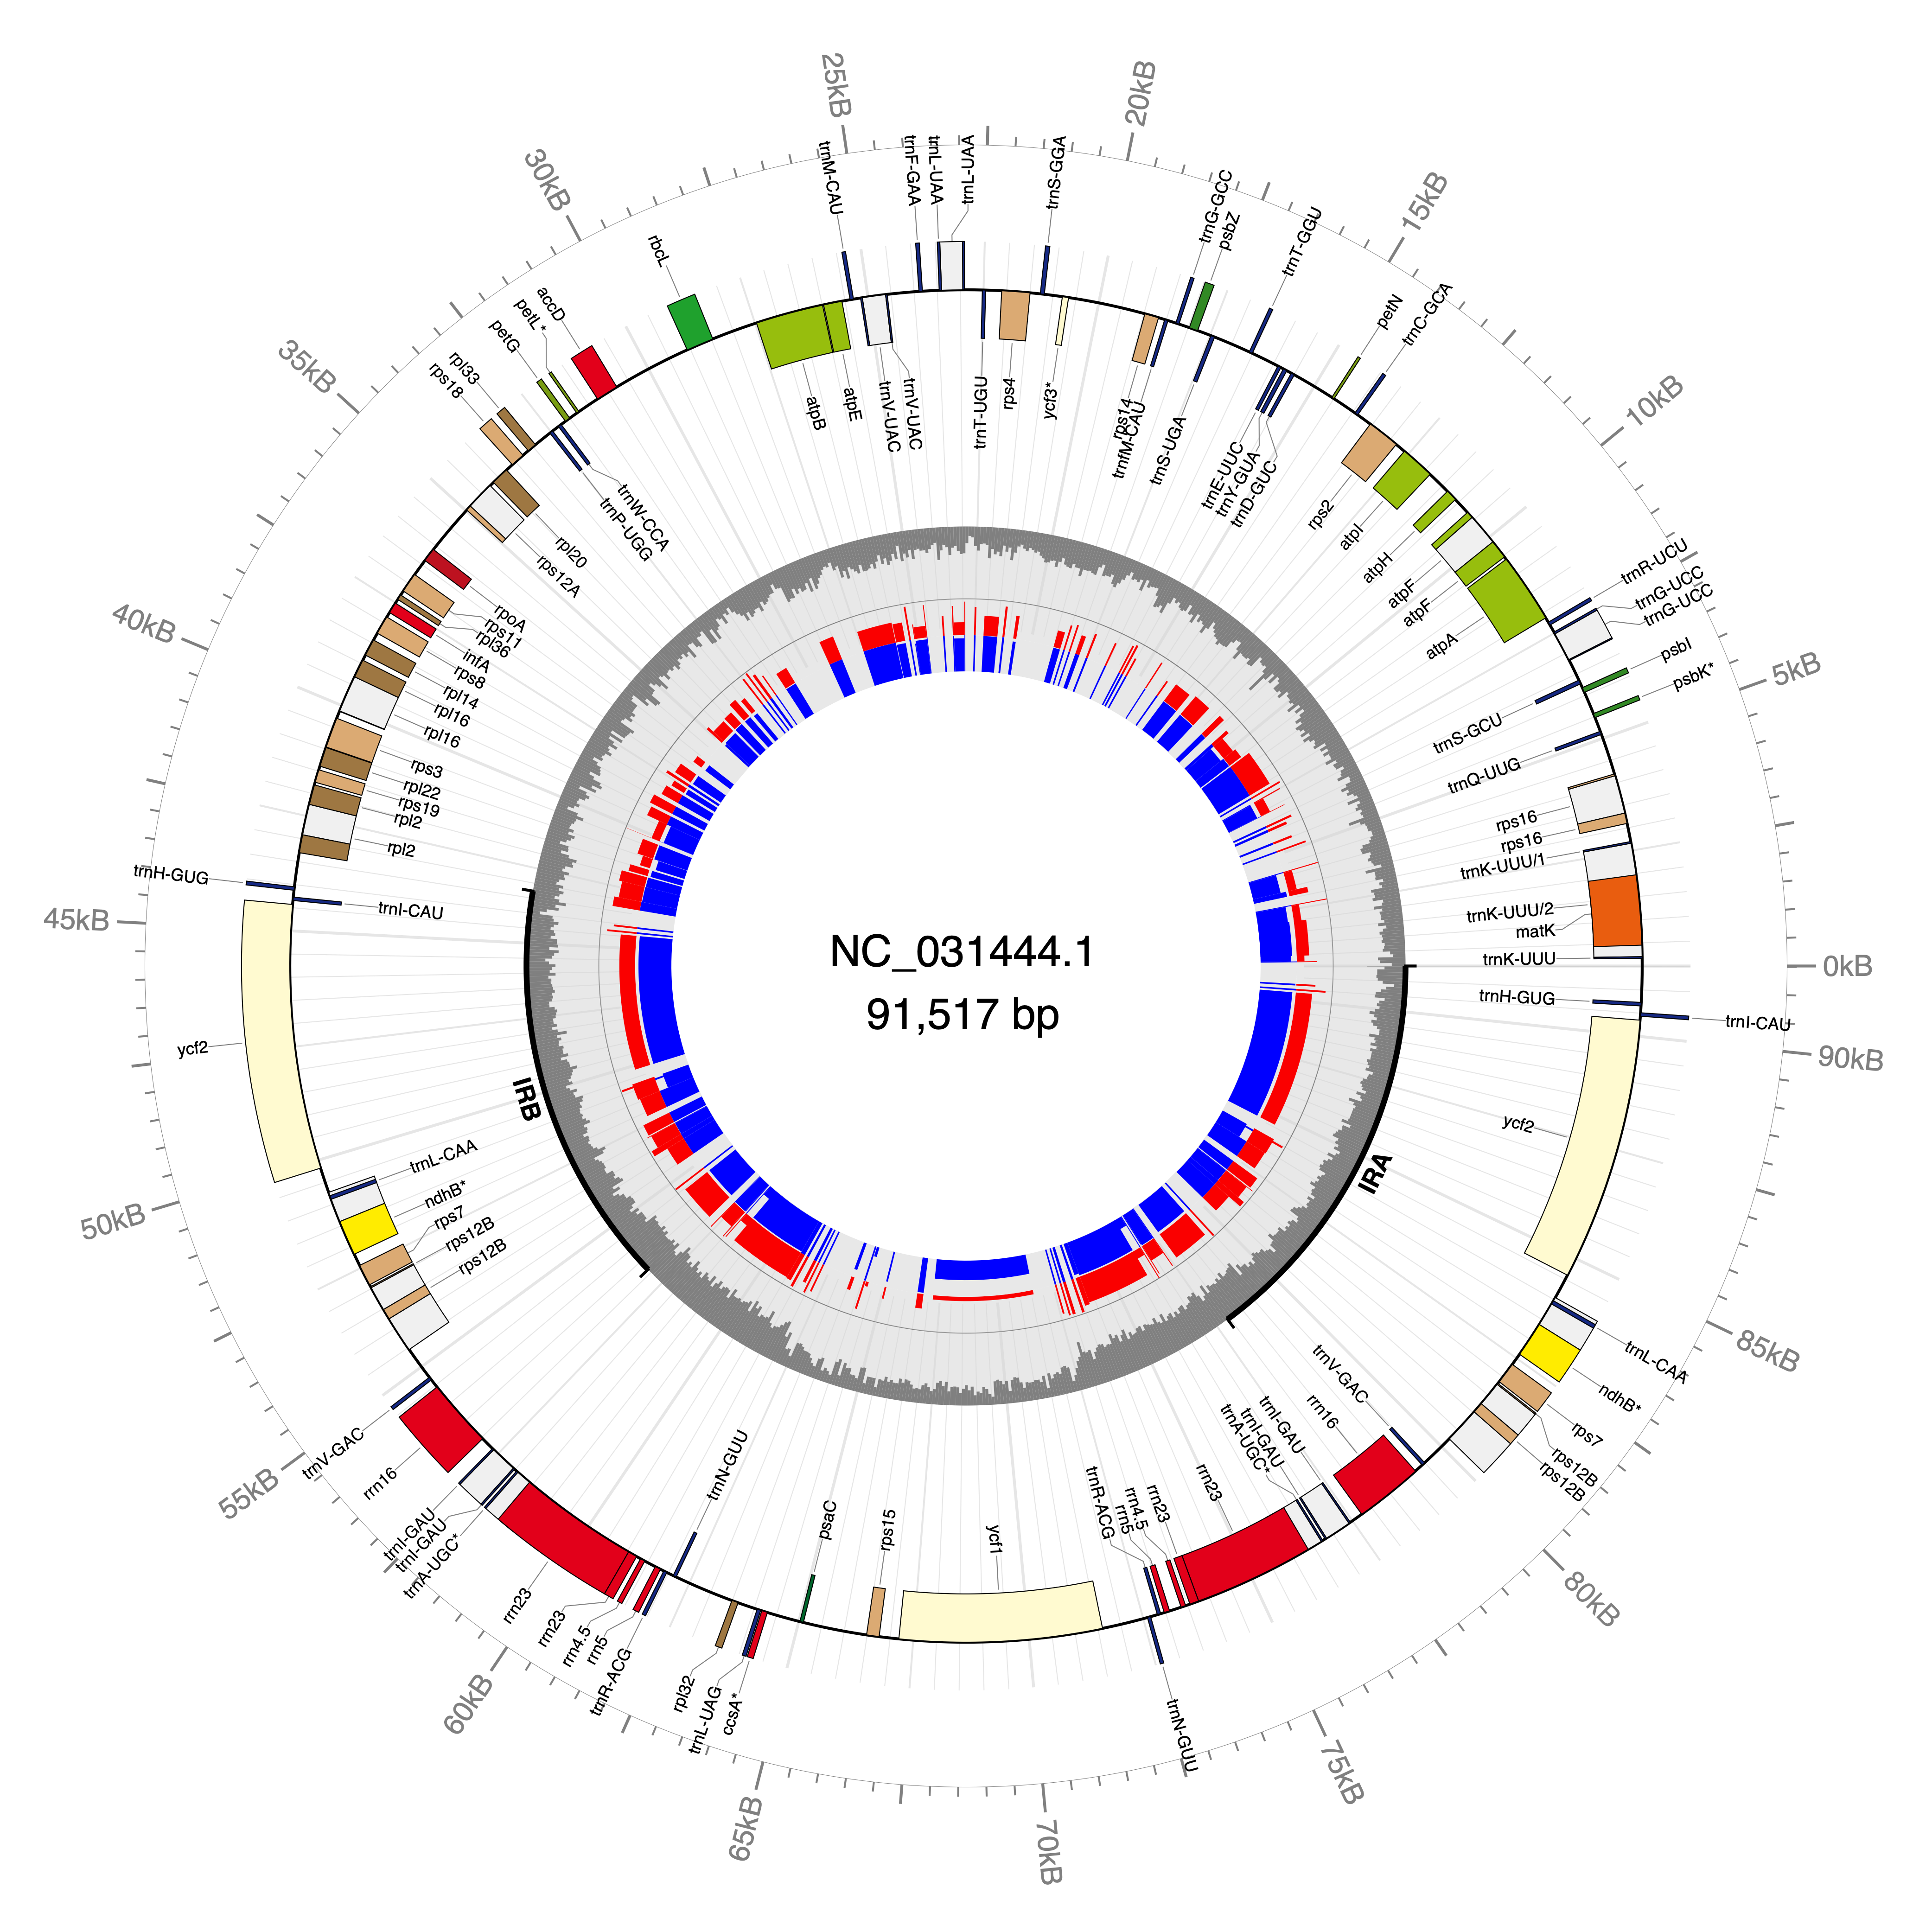 NC_031444.1
91,517 bp
IRA
IRB
0kB
5kB
10kB
15kB
20kB
25kB
30kB
35kB
40kB
45kB
50kB
55kB
60kB
65kB
70kB
75kB
80kB
85kB
90kB
trnK-UUU
matK
trnK-UUU/2
trnK-UUU/1
rps16
rps16
trnQ-UUG
psbK*
psbI
trnS-GCU
trnG-UCC
trnG-UCC
trnR-UCU
atpA
atpF
atpF
atpH
atpI
rps2
trnC-GCA
petN
trnD-GUC
trnY-GUA
trnE-UUC
trnT-GGU
trnS-UGA
psbZ
trnG-GCC
trnfM-CAU
rps14
ycf3*
trnS-GGA
rps4
trnT-UGU
trnL-UAA
trnL-UAA
trnF-GAA
trnV-UAC
trnV-UAC
trnM-CAU
atpE
atpB
rbcL
accD
petL*
petG
trnW-CCA
trnP-UGG
rpl33
rps18
rpl20
rps12A
rpoA
rps11
rpl36
infA
rps8
rpl14
rpl16
rpl16
rps3
rpl22
rps19
rpl2
rpl2
trnH-GUG
trnI-CAU
ycf2
trnL-CAA
ndhB*
rps7
rps12B
rps12B
trnV-GAC
rrn16
trnI-GAU
trnI-GAU
trnA-UGC*
rrn23
rrn23
rrn4.5
rrn5
trnR-ACG
trnN-GUU
rpl32
trnL-UAG
ccsA*
psaC
rps15
ycf1
trnN-GUU
trnR-ACG
rrn5
rrn4.5
rrn23
rrn23
trnA-UGC*
trnI-GAU
trnI-GAU
rrn16
trnV-GAC
rps12B
rps12B
rps7
ndhB*
trnL-CAA
ycf2
trnI-CAU
trnH-GUG